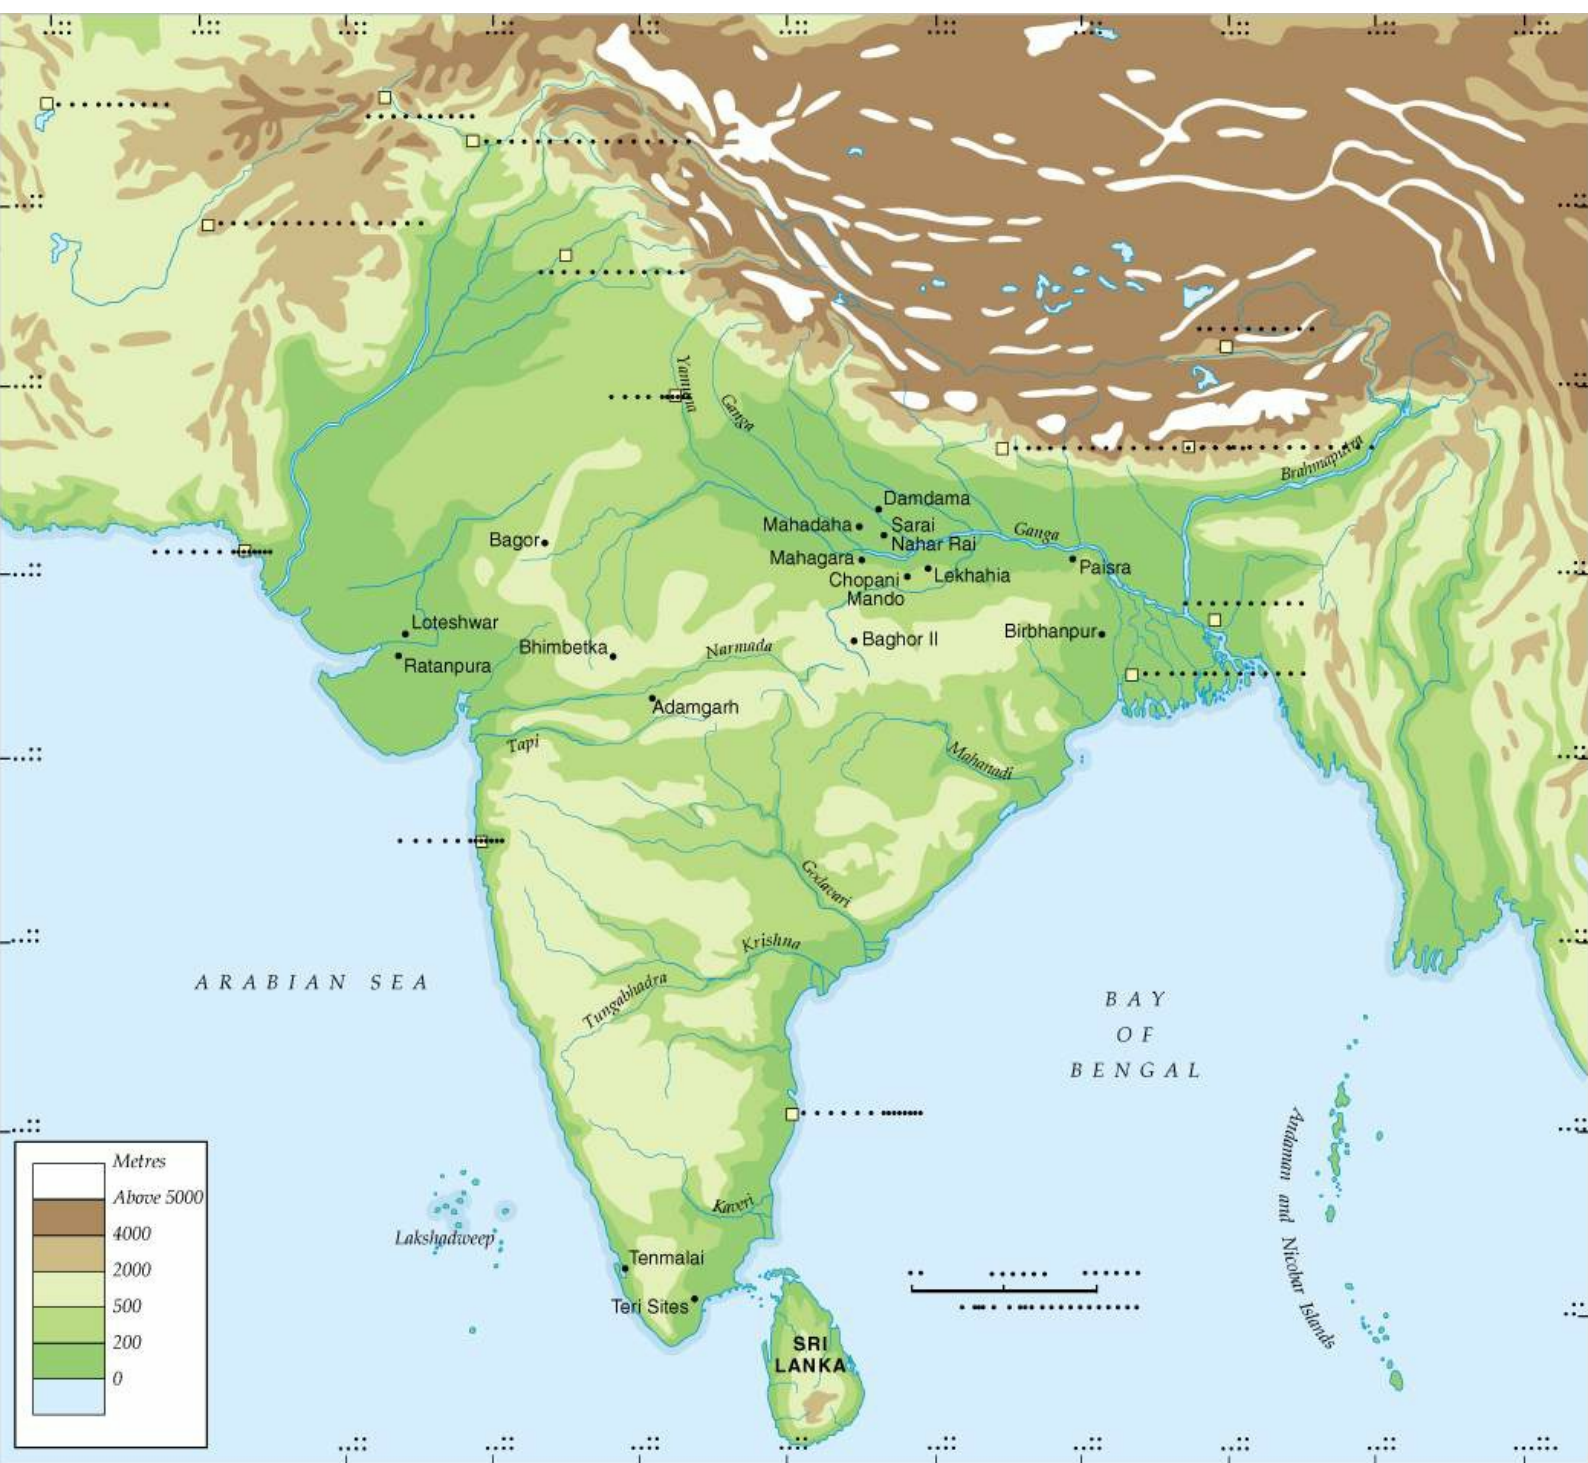 Yamuna
Ganga
Brahmaputra
Damdama
Mahadaha
Sarai
Nahar Rai
Ganga
Bagor
Mahagara
Paisra
Chopani
Mando
Lekhahia
Loteshwar
Ratanpura
Bhimbetka
Narmada
Baghor II
Birbhanpur
Adamgarh
Tapi
Mahanadi
Godavari
Krishna
Tungabhadra
ARABIAN SEA
BAY
OF
BENGAL
Andaman and Nicobar Islands
Metres
Above 5000
4000
2000
500
200
0
Lakshadweep
Kaveri
Tenmalai
Teri Sites
SRI
LANKA